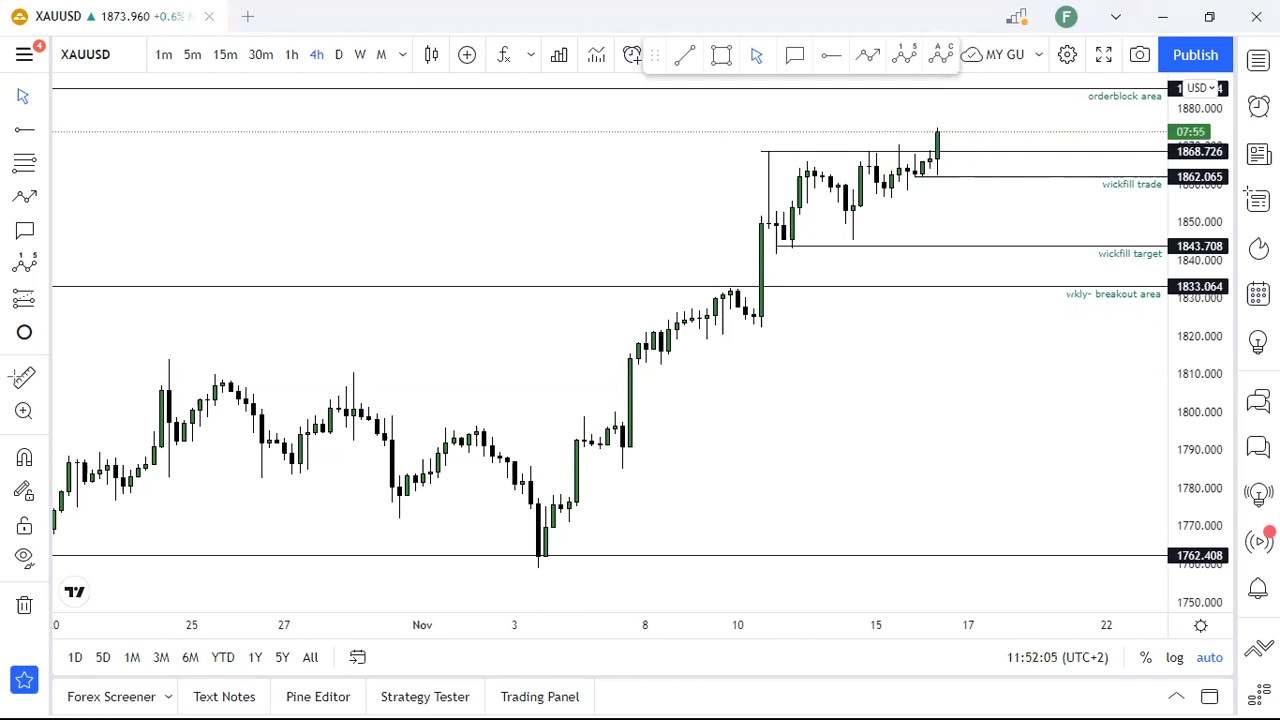 XAUUSD ▲ 1873.960 +0.6%
F
4
XAUUSD 1m 5m 15m 30m 1h 4h D W M MY GU Publish
USD
orderblock area
1880.000
07:55
1868.726
1862.065
wickfill trade
1850.000
1843.708
wickfill target
1840.000
1833.064
wkly- breakout area
1830.000
1820.000
1810.000
1800.000
1790.000
1780.000
1770.000
1762.408
1760.000
1750.000
0 25 27 Nov 3 8 10 15 17 22
1D 5D 1M 3M 6M YTD 1Y 5Y All 11:52:05 (UTC+2) % log auto
Forex Screener Text Notes Pine Editor Strategy Tester Trading Panel